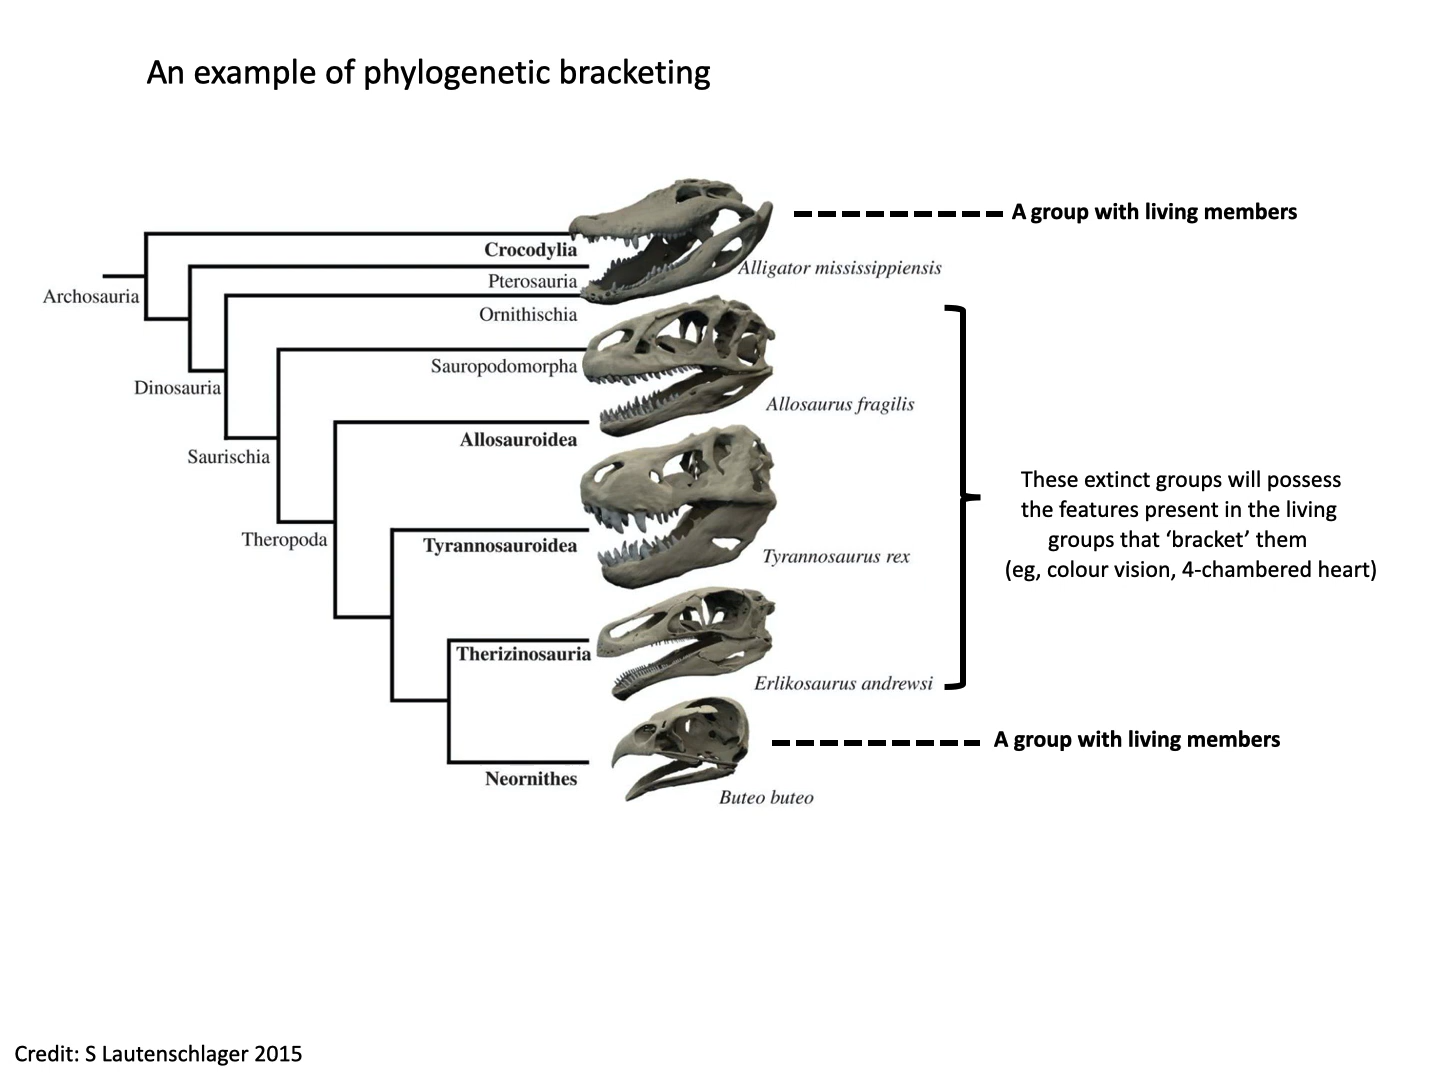 An example of phylogenetic bracketing
A group with living members
Crocodylia
Alligator mississippiensis
Pterosauria
Archosauria
Ornithischia
Sauropodomorpha
Dinosauria
Allosaurus fragilis
Allosauroidea
Saurischia
These extinct groups will possess
the features present in the living
groups that ‘bracket’ them
(eg, colour vision, 4-chambered heart)
Theropoda
Tyrannosauroidea
Tyrannosaurus rex
Therizinosauria
Erlikosaurus andrewsi
A group with living members
Neornithes
Buteo buteo
Credit: S Lautenschlager 2015